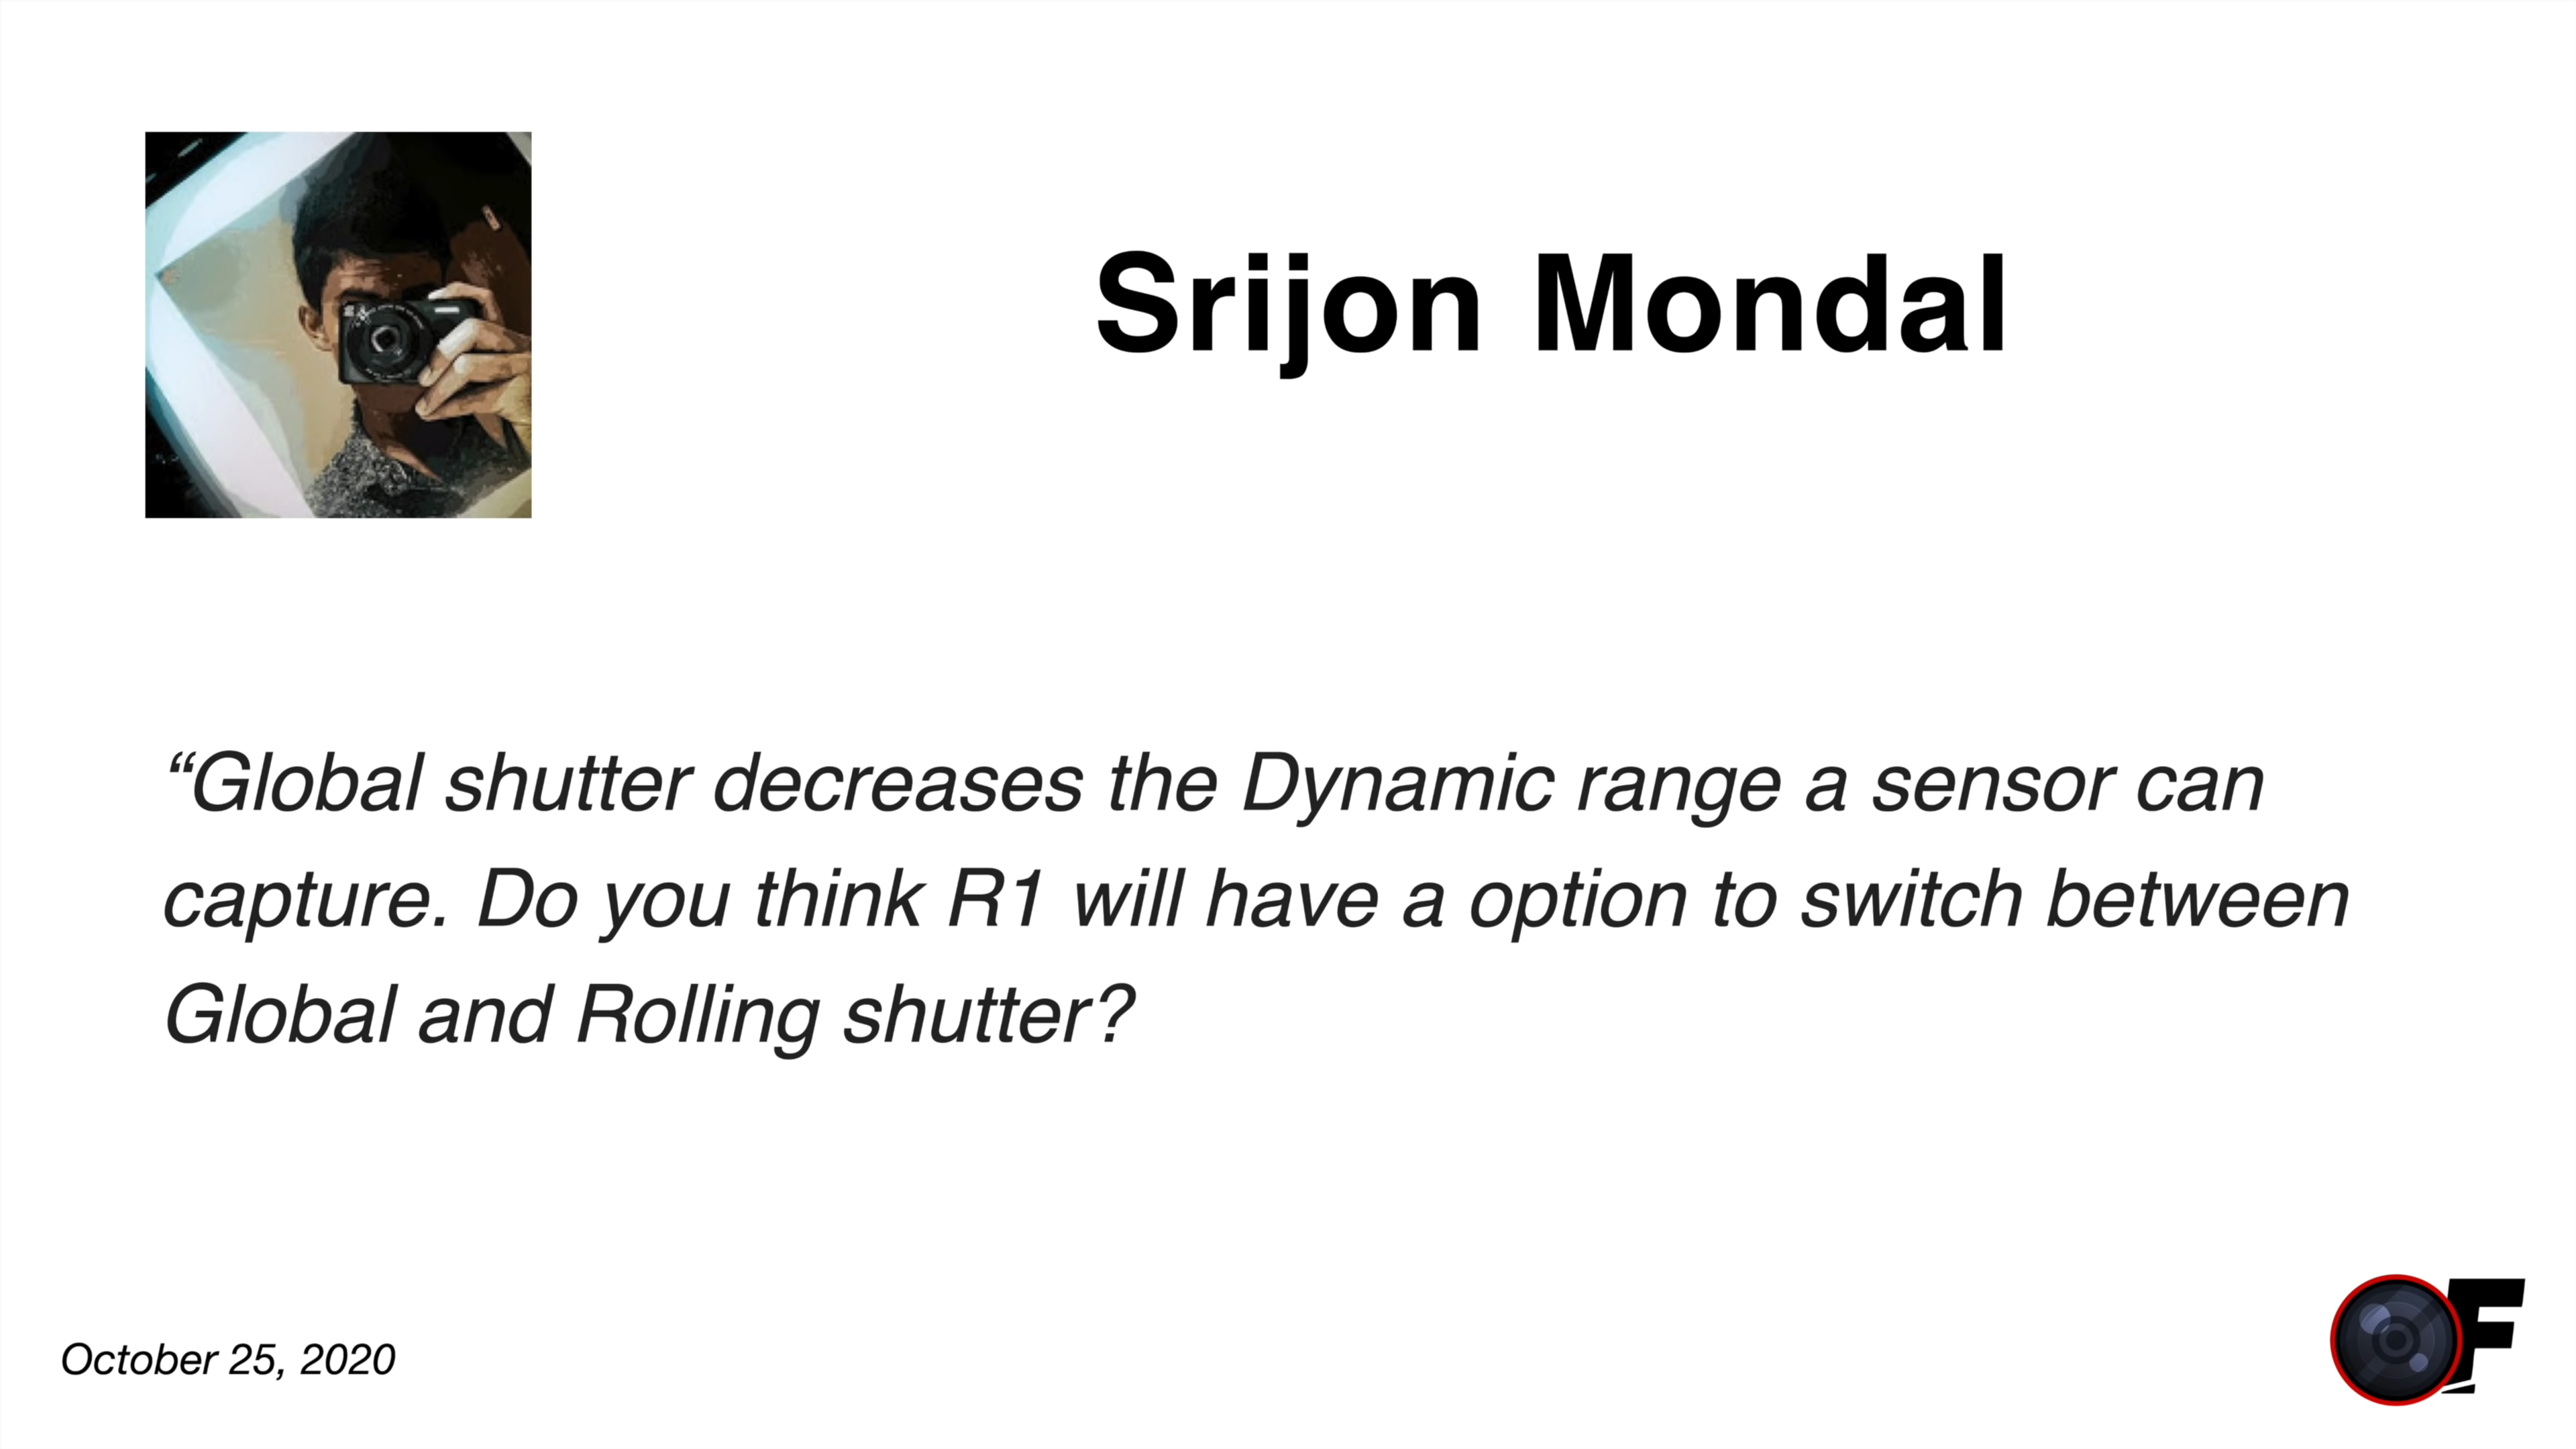 Srijon Mondal
“Global shutter decreases the Dynamic range a sensor can
capture. Do you think R1 will have a option to switch between
Global and Rolling shutter?
October 25, 2020
F